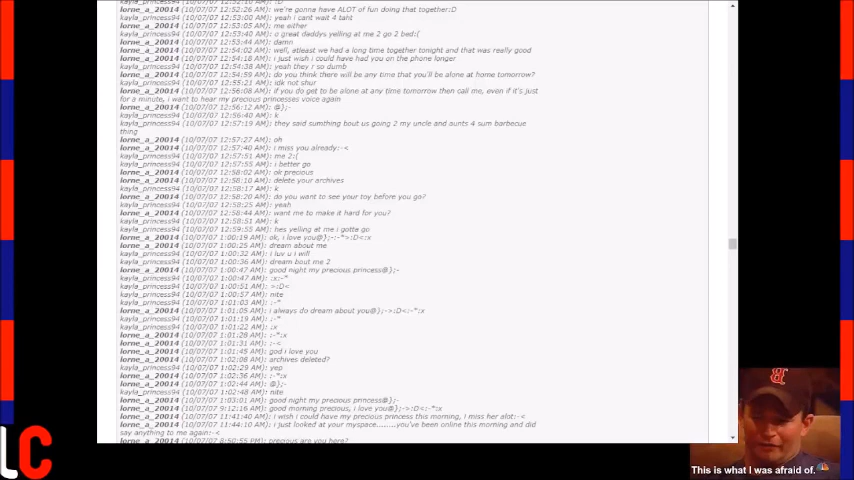 lorne_a_20014 (10/07/07 12:52:26 AM): we're gonna have ALOT of fun doing that together:D
kayla_princess94 (10/07/07 12:53:00 AM): yeah i cant wait 4 taht
lorne_a_20014 (10/07/07 12:53:05 AM): me either
kayla_princess94 (10/07/07 12:53:40 AM): o great daddys yelling at me 2 go 2 bed:(
lorne_a_20014 (10/07/07 12:53:44 AM): damn
lorne_a_20014 (10/07/07 12:54:02 AM): well, atleast we had a long time together tonight and that was really good
lorne_a_20014 (10/07/07 12:54:18 AM): i just wish i could have had you on the phone longer
kayla_princess94 (10/07/07 12:54:38 AM): yeah they r so dumb
lorne_a_20014 (10/07/07 12:54:59 AM): do you think there will be any time that you'll be alone at home tomorrow?
kayla_princess94 (10/07/07 12:55:21 AM): idk not shur
lorne_a_20014 (10/07/07 12:56:08 AM): if you do get to be alone at any time tomorrow then call me, even if it's just
for a minute, i want to hear my precious princesses voice again
lorne_a_20014 (10/07/07 12:56:12 AM): @};-
kayla_princess94 (10/07/07 12:56:40 AM): k
kayla_princess94 (10/07/07 12:57:19 AM): they said sumthing bout us going 2 my uncle and aunts 4 sum barbecue
thing
lorne_a_20014 (10/07/07 12:57:27 AM): oh
lorne_a_20014 (10/07/07 12:57:40 AM): i miss you already:-<
kayla_princess94 (10/07/07 12:57:51 AM): me 2:(
kayla_princess94 (10/07/07 12:57:55 AM): i better go
lorne_a_20014 (10/07/07 12:58:02 AM): ok precious
lorne_a_20014 (10/07/07 12:58:10 AM): delete your archives
kayla_princess94 (10/07/07 12:58:17 AM): k
lorne_a_20014 (10/07/07 12:58:20 AM): do you want to see your toy before you go?
kayla_princess94 (10/07/07 12:58:25 AM): yeah
lorne_a_20014 (10/07/07 12:58:44 AM): want me to make it hard for you?
kayla_princess94 (10/07/07 12:58:51 AM): k
kayla_princess94 (10/07/07 12:59:55 AM): hes yelling at me i gotta go
lorne_a_20014 (10/07/07 1:00:19 AM): ok, i love you@};-:-*>:D<:x
lorne_a_20014 (10/07/07 1:00:25 AM): dream about me
kayla_princess94 (10/07/07 1:00:32 AM): i luv u i will
kayla_princess94 (10/07/07 1:00:36 AM): dream bout me 2
lorne_a_20014 (10/07/07 1:00:47 AM): good night my precious princess@};-
kayla_princess94 (10/07/07 1:00:47 AM): :x:-*
kayla_princess94 (10/07/07 1:00:51 AM): >:D<
kayla_princess94 (10/07/07 1:00:57 AM): nite
kayla_princess94 (10/07/07 1:01:03 AM): :-*
lorne_a_20014 (10/07/07 1:01:05 AM): i always do dream about you@};->:D<:-*:x
kayla_princess94 (10/07/07 1:01:19 AM): :-*
kayla_princess94 (10/07/07 1:01:22 AM): :x
lorne_a_20014 (10/07/07 1:01:28 AM): :-*:x
lorne_a_20014 (10/07/07 1:01:31 AM): :-<
lorne_a_20014 (10/07/07 1:01:45 AM): god i love you
lorne_a_20014 (10/07/07 1:02:08 AM): archives deleted?
kayla_princess94 (10/07/07 1:02:29 AM): yep
lorne_a_20014 (10/07/07 1:02:36 AM): :-*:x
lorne_a_20014 (10/07/07 1:02:44 AM): @};-
kayla_princess94 (10/07/07 1:02:48 AM): nite
lorne_a_20014 (10/07/07 1:03:01 AM): good night my precious princess@};-
lorne_a_20014 (10/07/07 9:12:16 AM): good morning precious, i love you@};->:D<:-*:x
lorne_a_20014 (10/07/07 11:41:40 AM): i wish i could have my precious princess this morning, i miss her alot:-<
lorne_a_20014 (10/07/07 11:44:10 AM): i just looked at your myspace........you've been online this morning and did
say anything to me again:-<
lorne_a_20014 (10/07/07 8:50:55 PM): precious are you here?
LC
B
This is what I was afraid of.